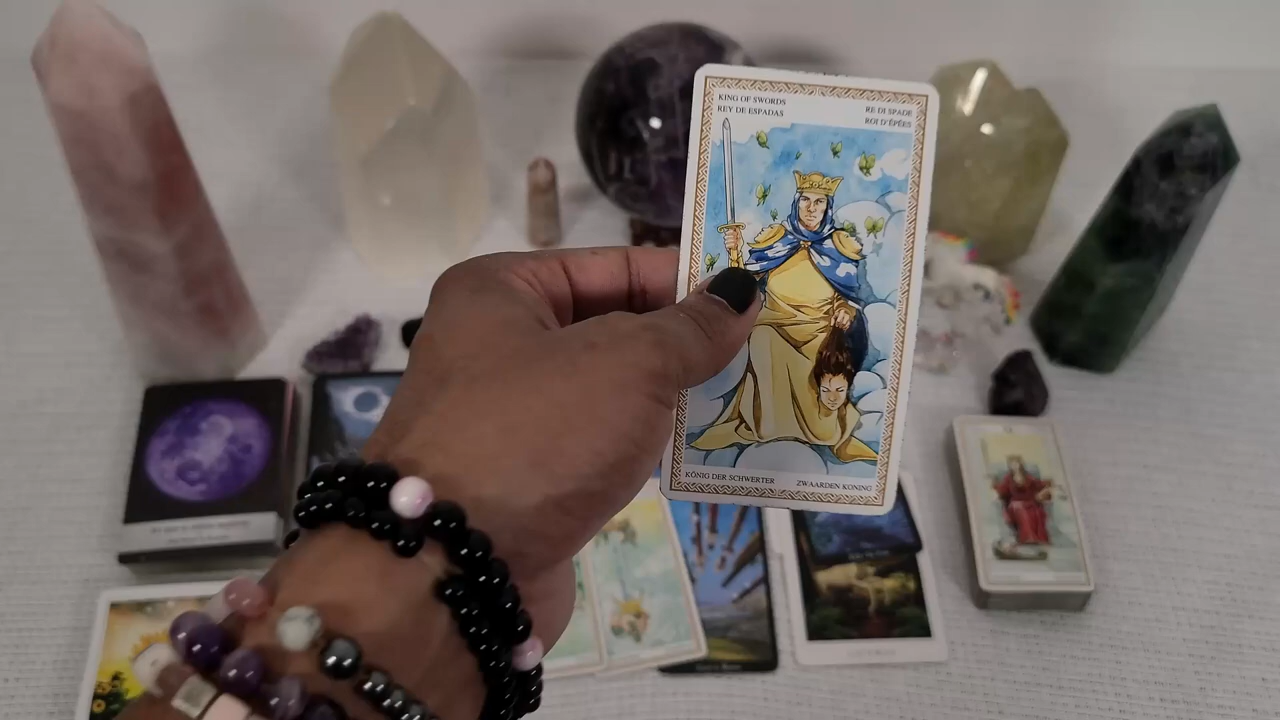 KING OF SWORDS
REY DE ESPADAS
RE DI SPADE
ROI D'ÉPÉES
KÖNIG DER SCHWERTER
ZWAARDEN KONING